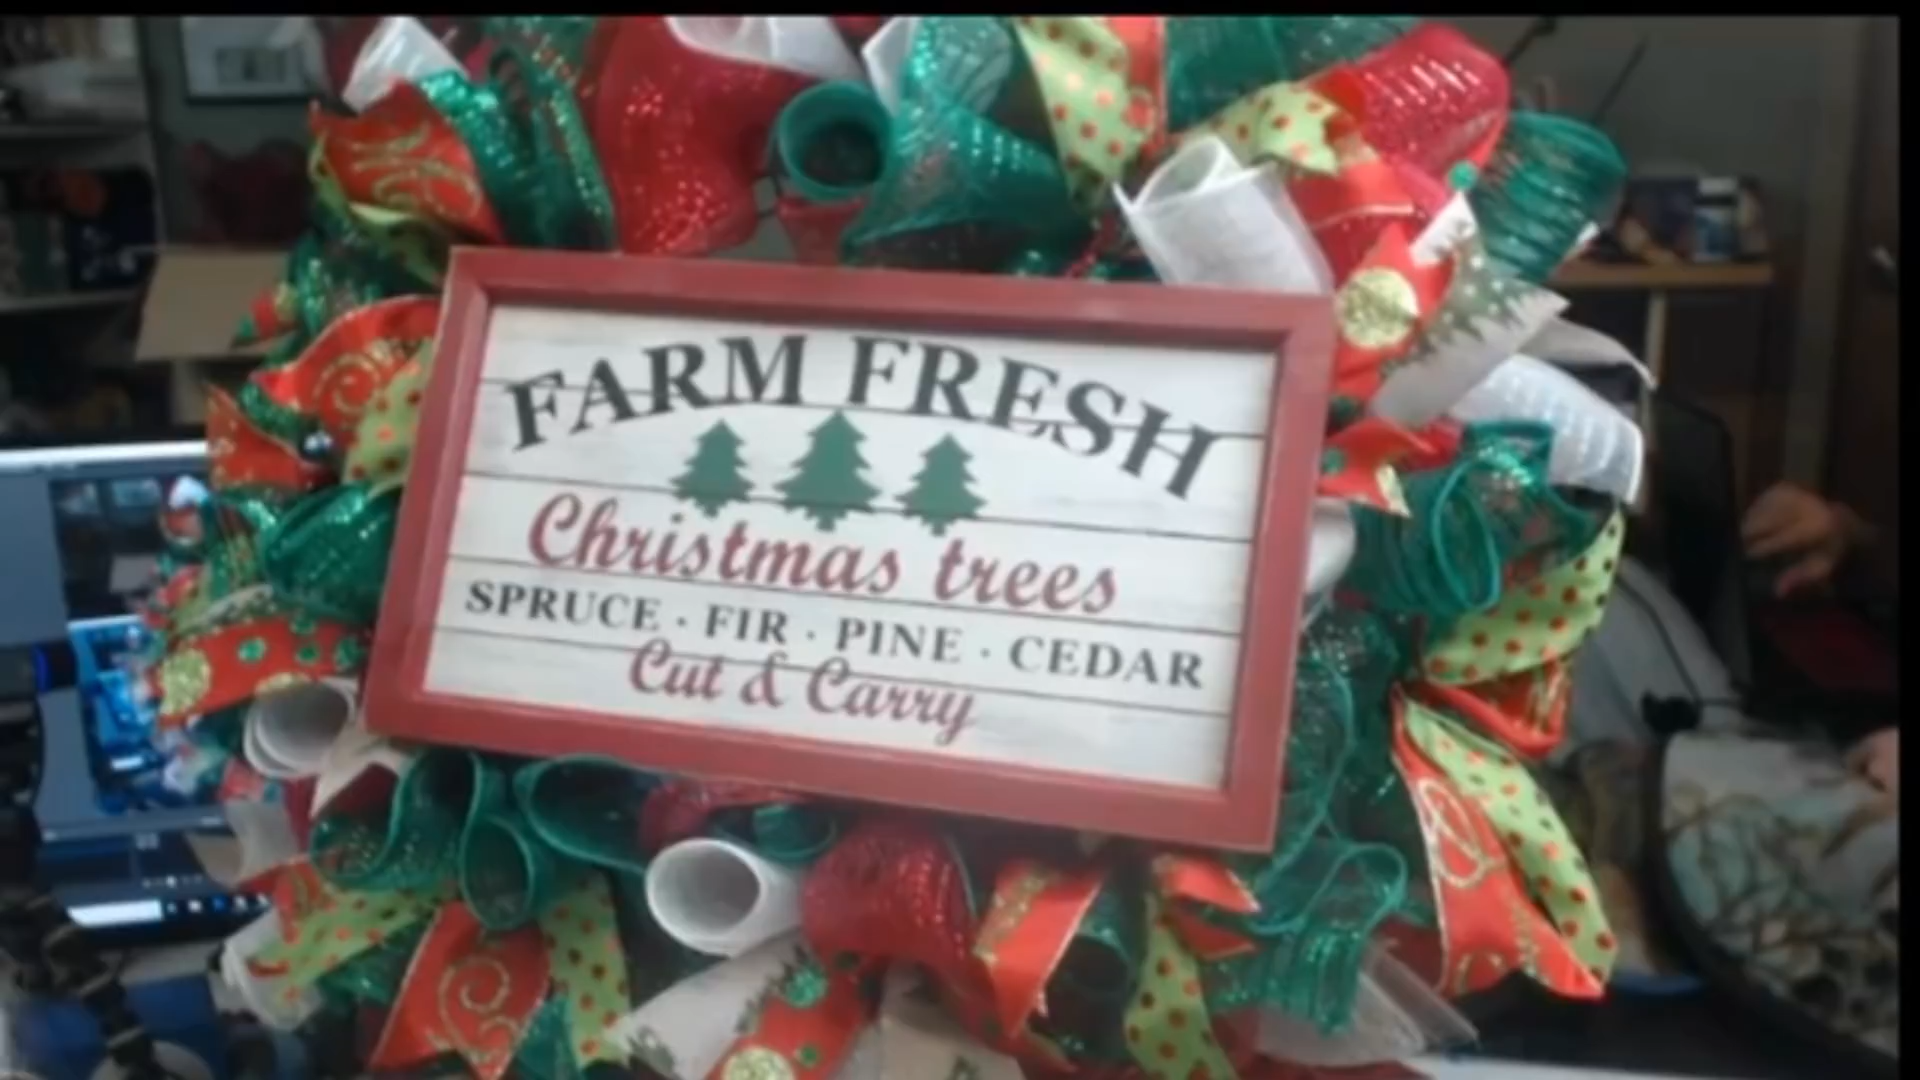 FARM FRESH
Christmas trees
SPRUCE · FIR · PINE · CEDAR
Cut & Carry